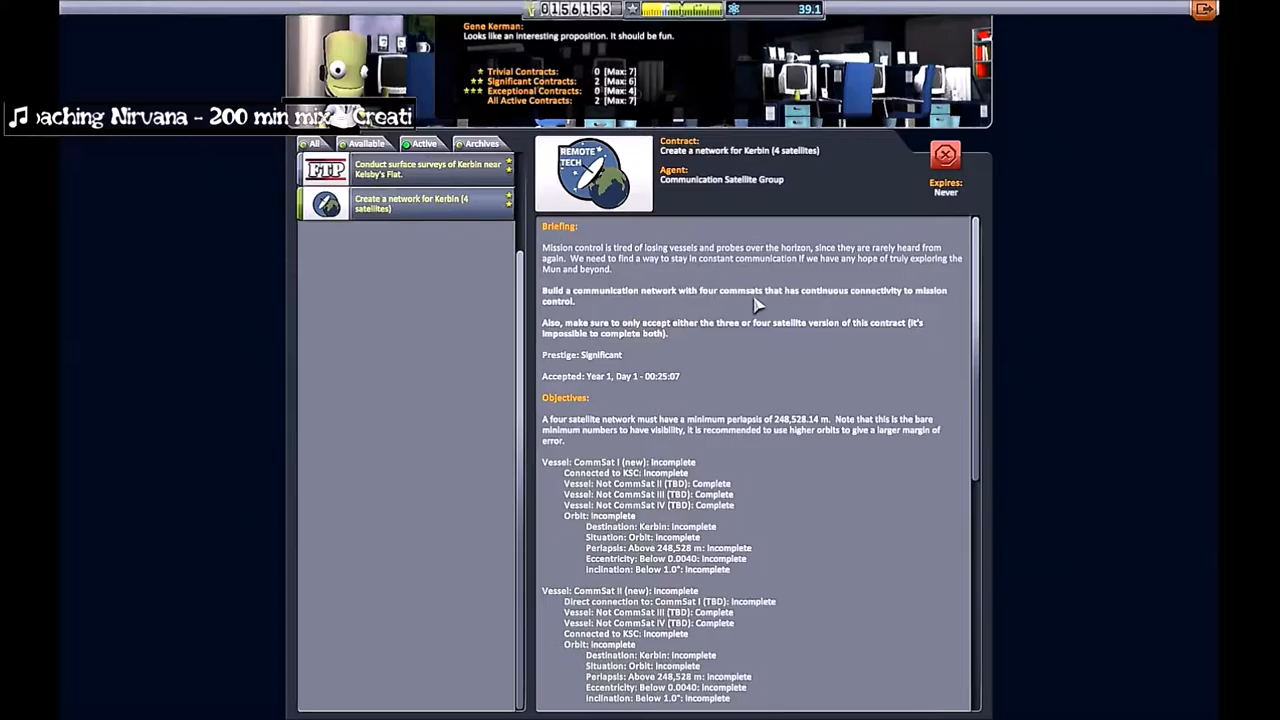 0156153
39.1
Gene Kerman:
Looks like an interesting proposition. It should be fun.
Trivial Contracts: 0 [Max: 7]
Significant Contracts: 2 [Max: 6]
Exceptional Contracts: 0 [Max: 4]
All Active Contracts: 2 [Max: 7]
♫ oaching Nirvana - 200 min mix - Creati
All
Available
Active
Archives
FTP
Conduct surface surveys of Kerbin near
Kelsby's Flat.
Create a network for Kerbin (4
satellites)
REMOTE
TECH
Contract:
Create a network for Kerbin (4 satellites)
Agent:
Communication Satellite Group
Expires:
Never
Briefing:
Mission control is tired of losing vessels and probes over the horizon, since they are rarely heard from
again. We need to find a way to stay in constant communication if we have any hope of truly exploring the
Mun and beyond.
Build a communication network with four commsats that has continuous connectivity to mission
control.
Also, make sure to only accept either the three or four satellite version of this contract (it's
impossible to complete both).
Prestige: Significant
Accepted: Year 1, Day 1 - 00:25:07
Objectives:
A four satellite network must have a minimum periapsis of 248,528.14 m. Note that this is the bare
minimum numbers to have visibility, it is recommended to use higher orbits to give a larger margin of
error.
Vessel: CommSat I (new): Incomplete
Connected to KSC: Incomplete
Vessel: Not CommSat II (TBD): Complete
Vessel: Not CommSat III (TBD): Complete
Vessel: Not CommSat IV (TBD): Complete
Orbit: Incomplete
Destination: Kerbin: Incomplete
Situation: Orbit: Incomplete
Periapsis: Above 248,528 m: Incomplete
Eccentricity: Below 0.0040: Incomplete
Inclination: Below 1.0°: Incomplete
Vessel: CommSat II (new): Incomplete
Direct connection to: CommSat I (TBD): Incomplete
Vessel: Not CommSat III (TBD): Complete
Vessel: Not CommSat IV (TBD): Complete
Connected to KSC: Incomplete
Orbit: Incomplete
Destination: Kerbin: Incomplete
Situation: Orbit: Incomplete
Periapsis: Above 248,528 m: Incomplete
Eccentricity: Below 0.0040: Incomplete
Inclination: Below 1.0°: Incomplete